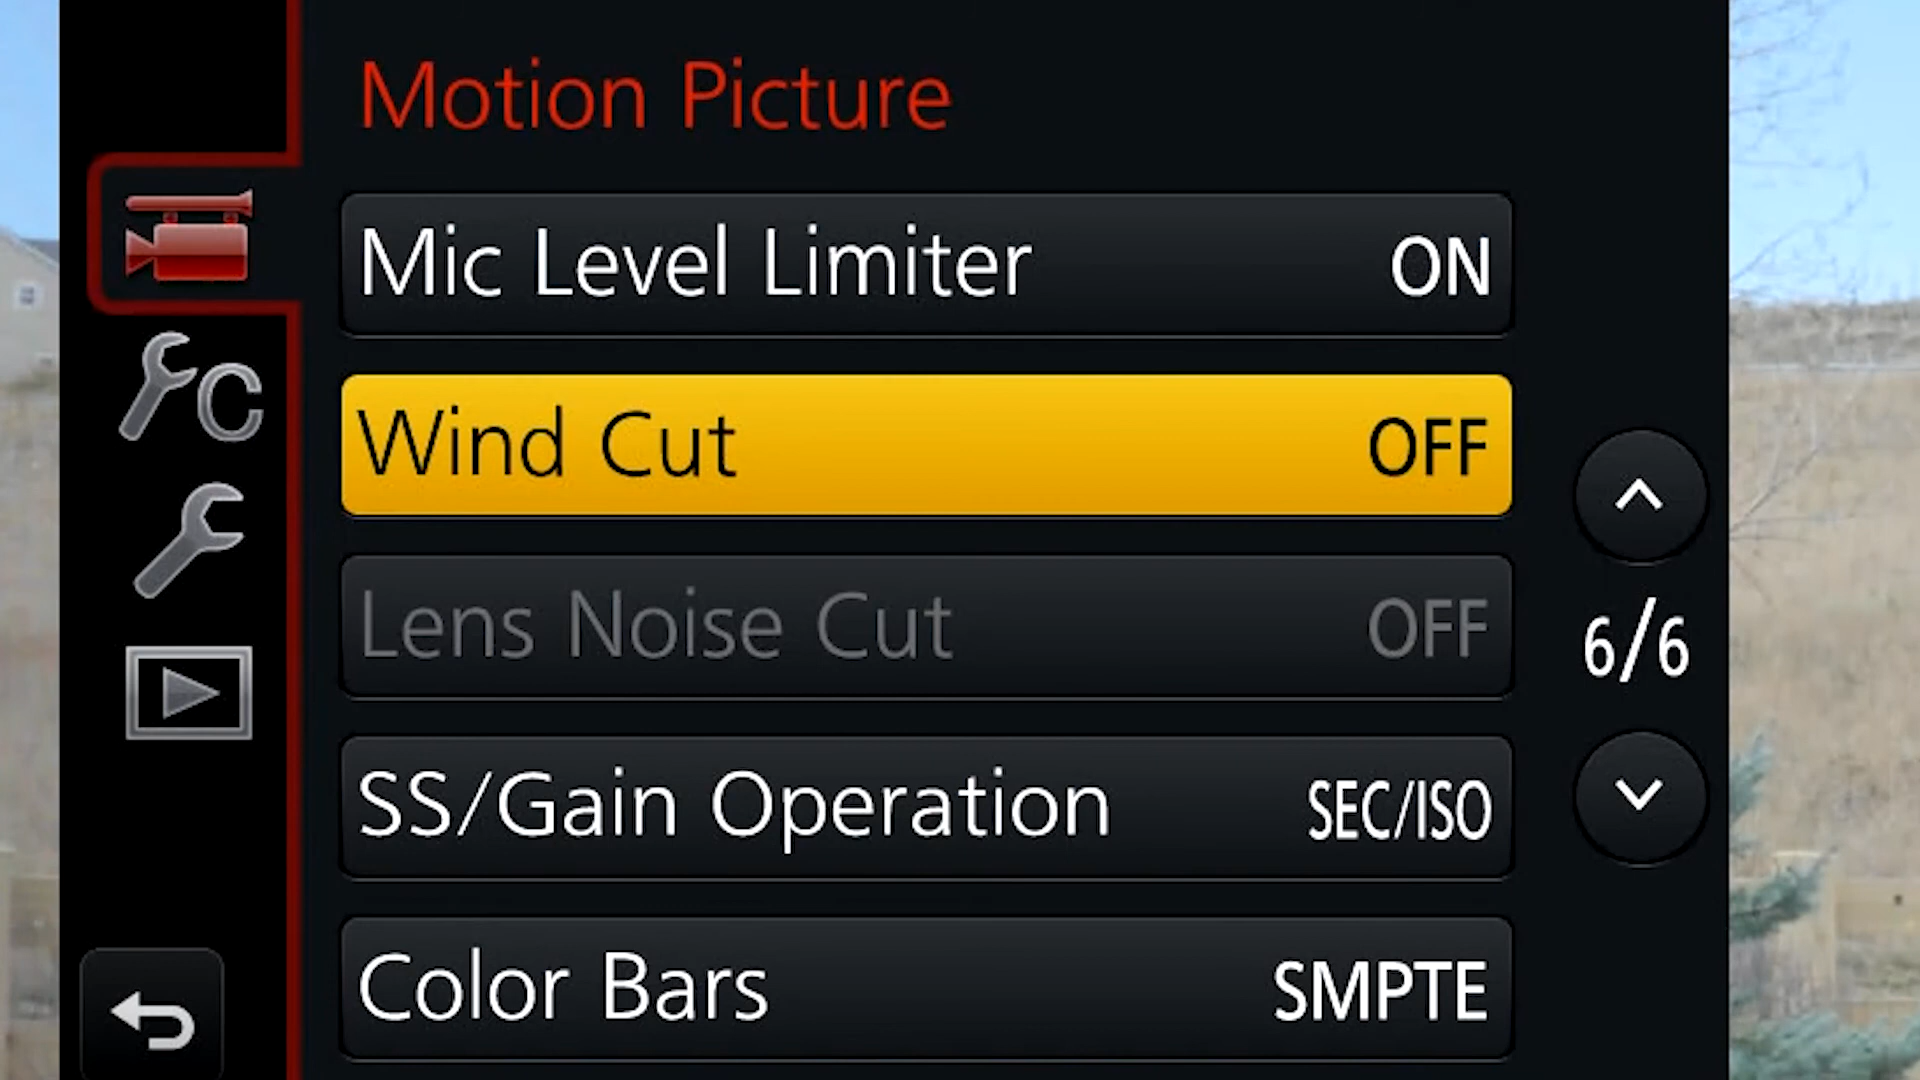 Motion Picture
Mic Level Limiter ON
C
Wind Cut OFF
Lens Noise Cut OFF
6/6
SS/Gain Operation SEC/ISO
Color Bars SMPTE